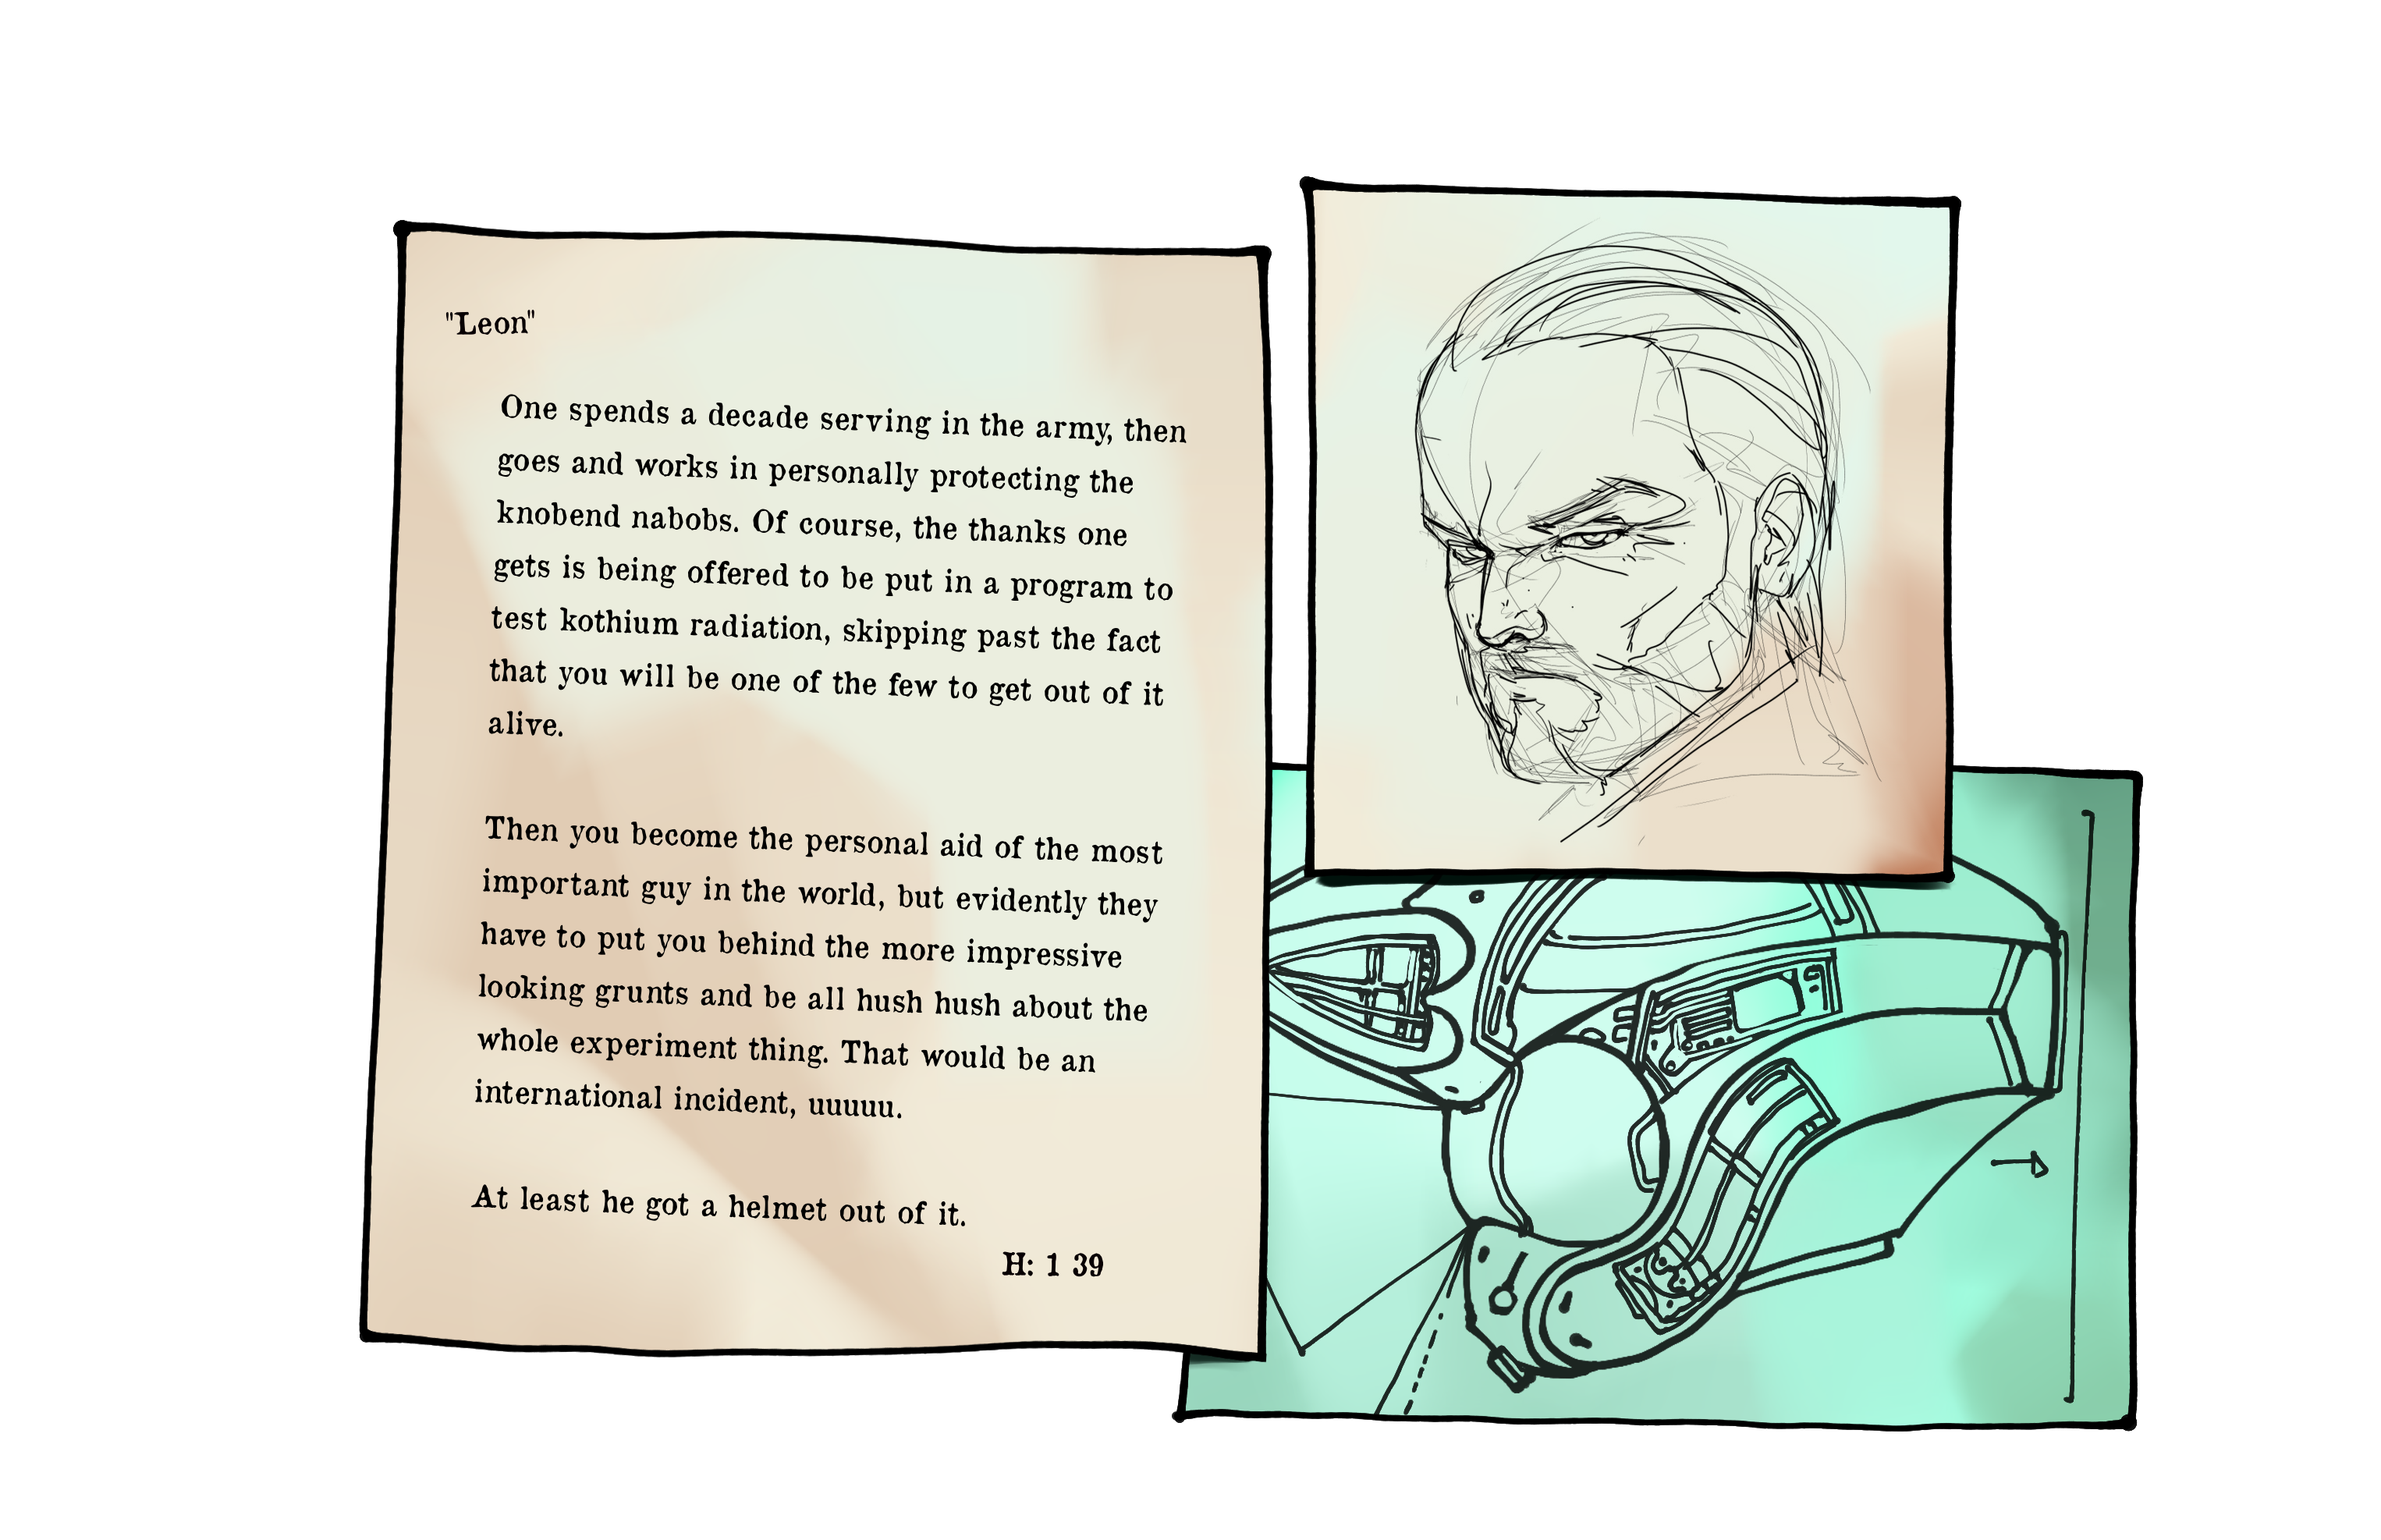 "Leon"
One spends a decade serving in the army, then
goes and works in personally protecting the
knobend nabobs. Of course, the thanks one
gets is being offered to be put in a program to
test kothium radiation, skipping past the fact
that you will be one of the few to get out of it
alive.
Then you become the personal aid of the most
important guy in the world, but evidently they
have to put you behind the more impressive
looking grunts and be all hush hush about the
whole experiment thing. That would be an
international incident, uuuuu.
At least he got a helmet out of it.
H: 1 39